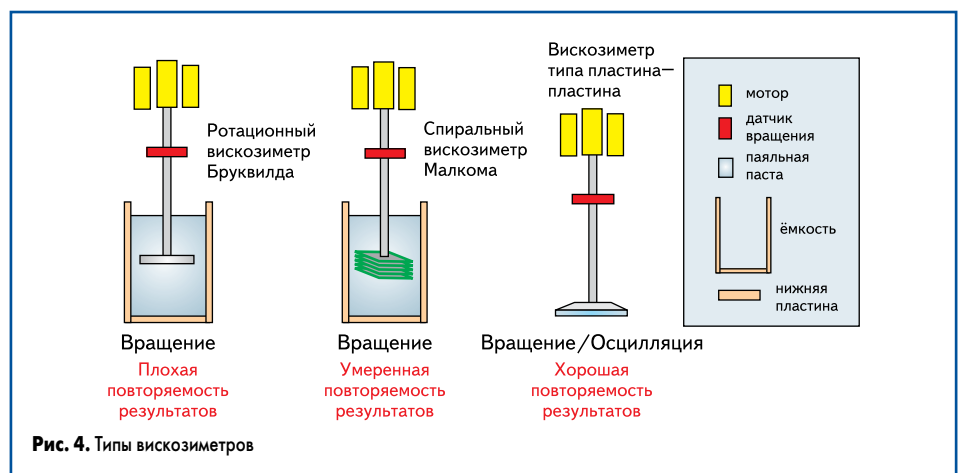 Ротационный
вискозиметр
Бруквилда
Вращение
Плохая
повторяемость
результатов
Спиральный
вискозиметр
Малкома
Вращение
Умеренная
повторяемость
результатов
Вискозиметр
типа пластина—
пластина
Вращение/Осцилляция
Хорошая
повторяемость
результатов
мотор
датчик
вращения
паяльная
паста
ёмкость
нижняя
пластина
Рис. 4. Типы вискозиметров